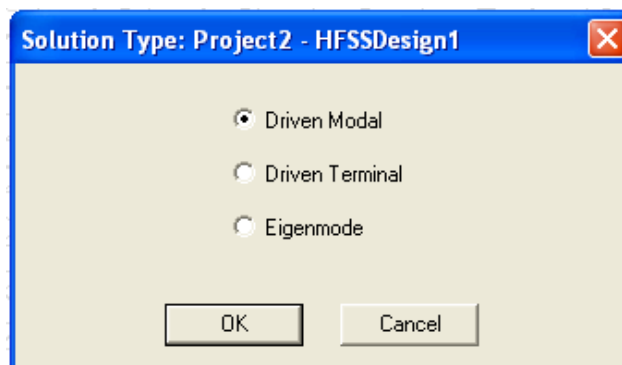 Solution Type: Project2 - HFSSDesign1
Driven Modal
Driven Terminal
Eigenmode
OK Cancel